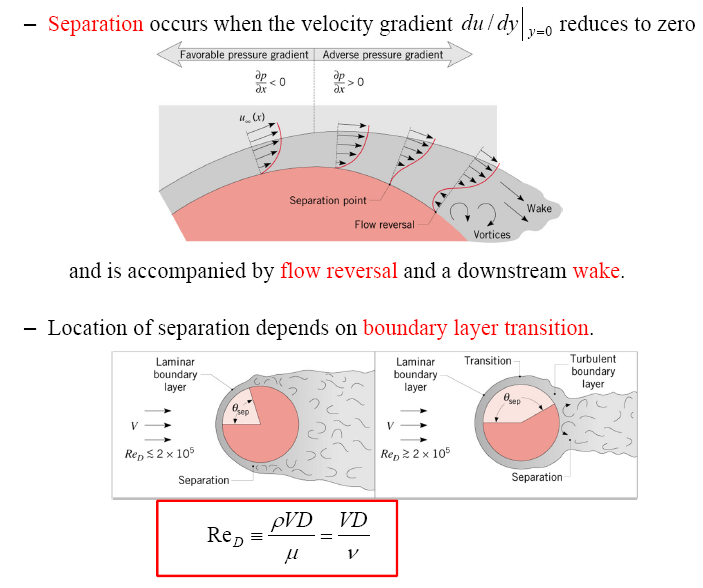 – Separation occurs when the velocity gradient du/dy|y=0 reduces to zero
Favorable pressure gradient
Adverse pressure gradient
∂p/∂x < 0
∂p/∂x > 0
u∞(x)
Separation point
Flow reversal
Wake
Vortices
and is accompanied by flow reversal and a downstream wake.
– Location of separation depends on boundary layer transition.
Laminar
boundary
layer
θsep
V
ReD ≤ 2 × 10⁵
Separation
Laminar
boundary
layer
Transition
Turbulent
boundary
layer
θsep
V
ReD ≥ 2 × 10⁵
Separation
ReD ≡ ρVD/μ = VD/ν